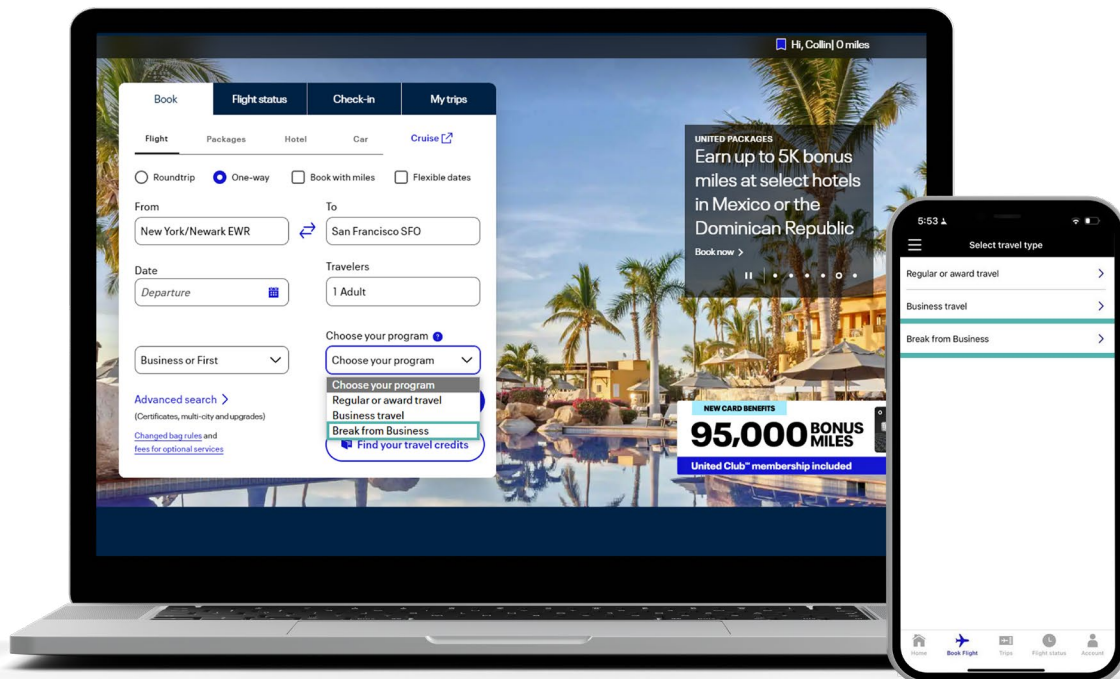 Hi, Collin| 0 miles
Book
Flight status
Check-in
My trips
Flight
Packages
Hotel
Car
Cruise
Roundtrip
One-way
Book with miles
Flexible dates
From
To
New York/Newark EWR
San Francisco SFO
Date
Travelers
Departure
1 Adult
Choose your program ?
Business or First
Choose your program
Choose your program
Regular or award travel
Business travel
Break from Business
Advanced search >
(Certificates, multi-city and upgrades)
Changed bag rules and
fees for optional services
Find your travel credits
UNITED PACKAGES
Earn up to 5K bonus
miles at select hotels
in Mexico or the
Dominican Republic
Book now >
NEW CARD BENEFITS
95,000 BONUS MILES
United Club℠ membership included
5:53
Select travel type
Regular or award travel
Business travel
Break from Business
Home
Book Flight
Trips
Flight status
Account